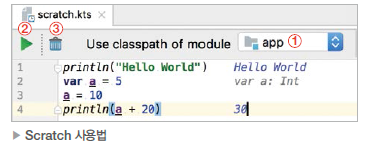 scratch.kts ×
② ③ Use classpath of module app ①
1 println("Hello World") Hello World
2 var a = 5 var a: Int
3 a = 10
4 println(a + 20) 30
▶ Scratch 사용법